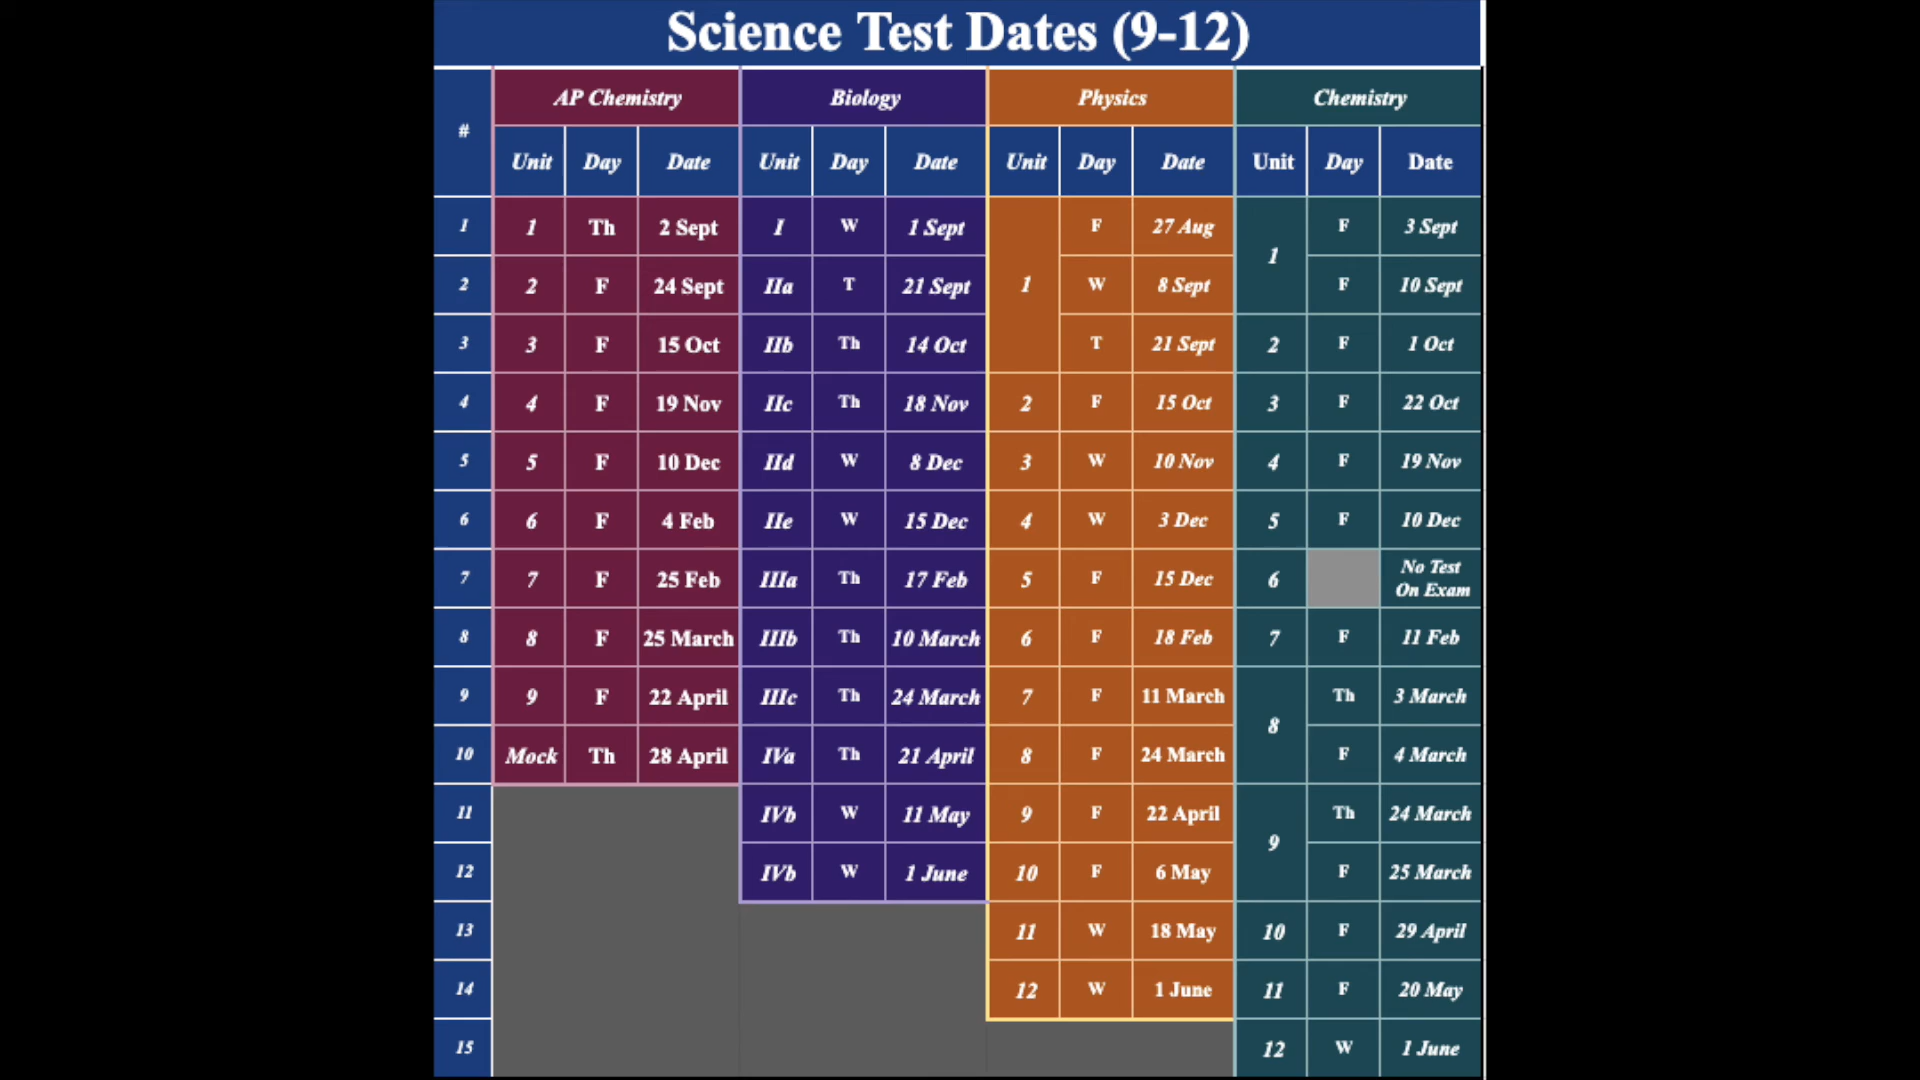 Science Test Dates (9-12)
# AP Chemistry Biology Physics Chemistry
Unit Day Date Unit Day Date Unit Day Date Unit Day Date
1 1 Th 2 Sept I W 1 Sept 1 F 27 Aug 1 F 3 Sept
2 2 F 24 Sept IIa T 21 Sept W 8 Sept F 10 Sept
3 3 F 15 Oct IIb Th 14 Oct T 21 Sept 2 F 1 Oct
4 4 F 19 Nov IIc Th 18 Nov 2 F 15 Oct 3 F 22 Oct
5 5 F 10 Dec IId W 8 Dec 3 W 10 Nov 4 F 19 Nov
6 6 F 4 Feb IIe W 15 Dec 4 W 3 Dec 5 F 10 Dec
7 7 F 25 Feb IIIa Th 17 Feb 5 F 15 Dec 6 No Test
On Exam
8 8 F 25 March IIIb Th 10 March 6 F 18 Feb 7 F 11 Feb
9 9 F 22 April IIIc Th 24 March 7 F 11 March 8 Th 3 March
10 Mock Th 28 April IVa Th 21 April 8 F 24 March F 4 March
11 IVb W 11 May 9 F 22 April 9 Th 24 March
12 IVb W 1 June 10 F 6 May F 25 March
13 11 W 18 May 10 F 29 April
14 12 W 1 June 11 F 20 May
15 12 W 1 June